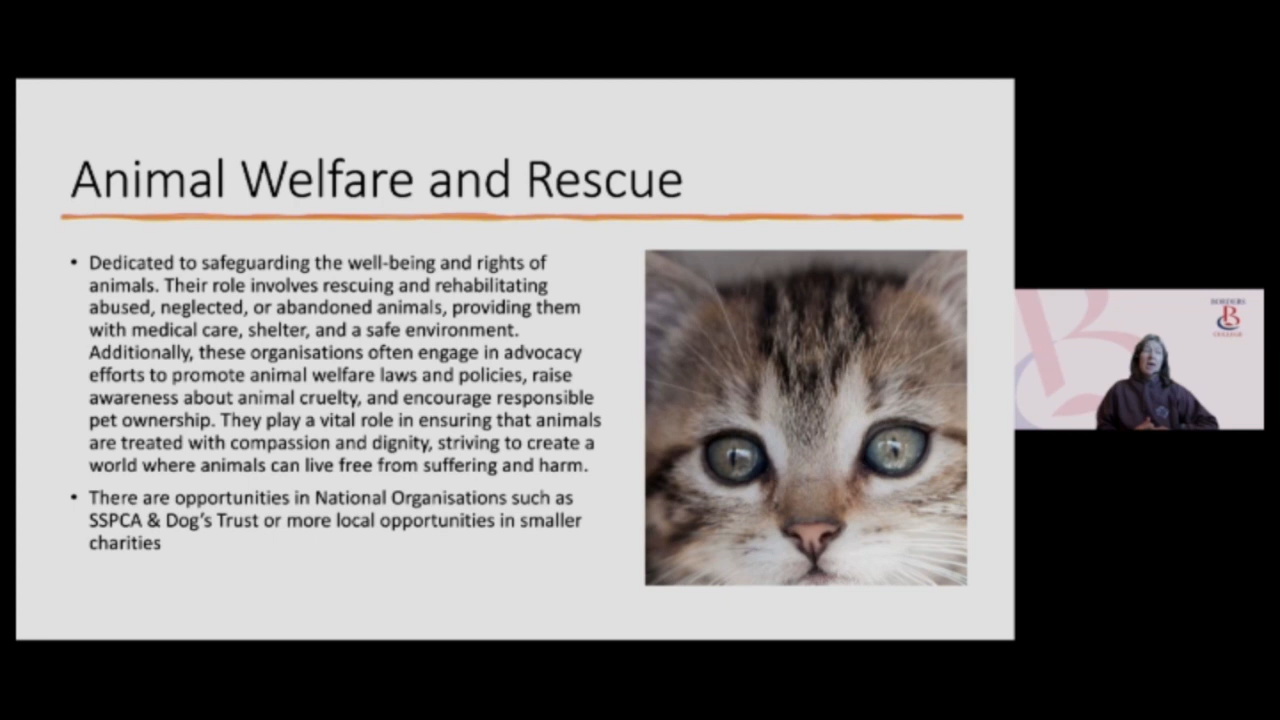 Animal Welfare and Rescue
• Dedicated to safeguarding the well-being and rights of
animals. Their role involves rescuing and rehabilitating
abused, neglected, or abandoned animals, providing them
with medical care, shelter, and a safe environment.
Additionally, these organisations often engage in advocacy
efforts to promote animal welfare laws and policies, raise
awareness about animal cruelty, and encourage responsible
pet ownership. They play a vital role in ensuring that animals
are treated with compassion and dignity, striving to create a
world where animals can live free from suffering and harm.
• There are opportunities in National Organisations such as
SSPCA & Dog's Trust or more local opportunities in smaller
charities
BORDERS
B
COLLEGE